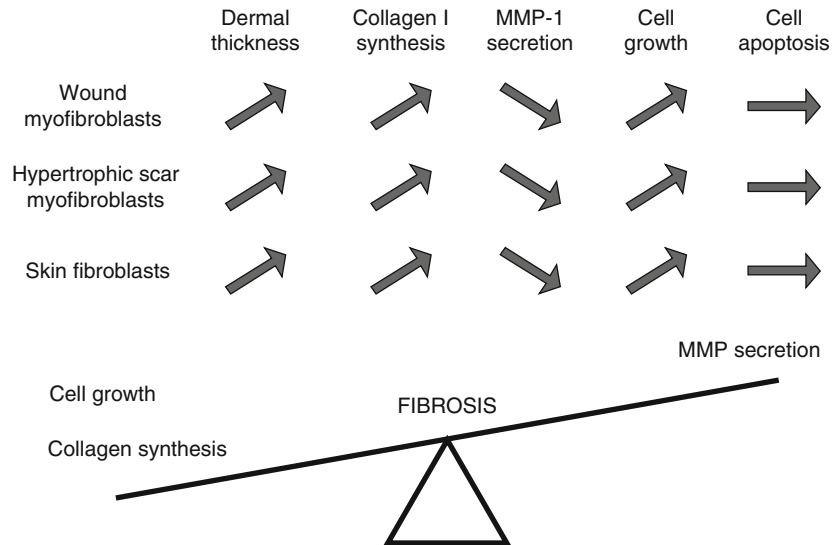 Dermal thickness
Collagen I synthesis
MMP-1 secretion
Cell growth
Cell apoptosis
Wound myofibroblasts
Hypertrophic scar myofibroblasts
Skin fibroblasts
MMP secretion
Cell growth
FIBROSIS
Collagen synthesis